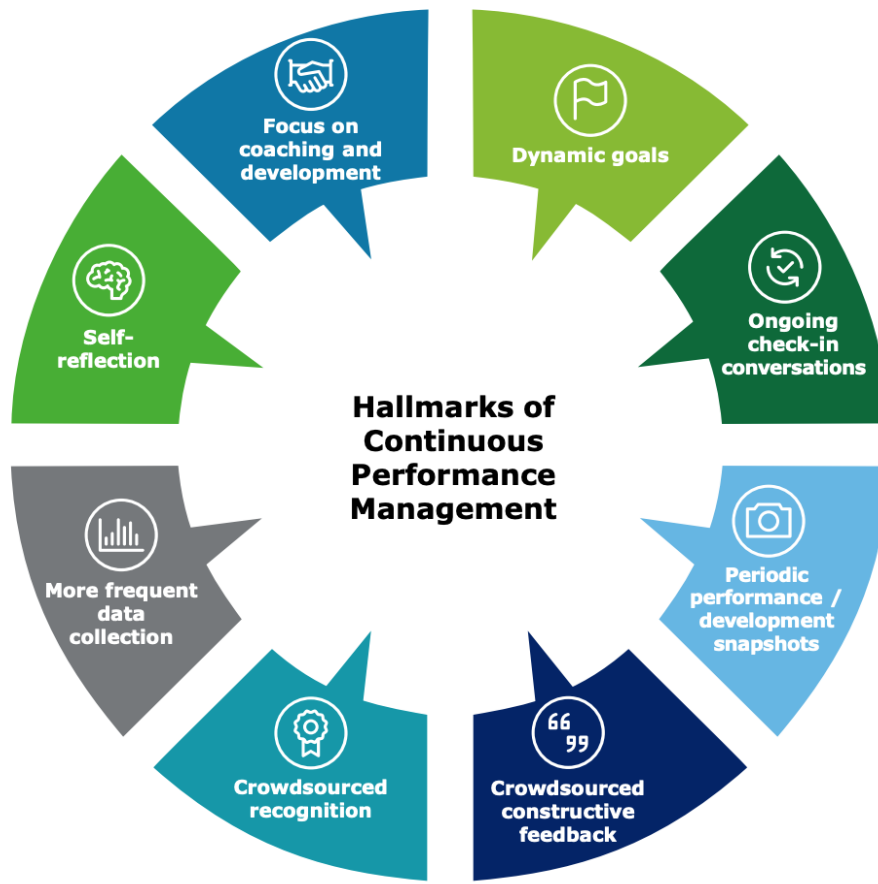 Focus on
coaching and
development
Dynamic goals
Ongoing
check-in
conversations
Periodic
performance /
development
snapshots
Crowdsourced
constructive
feedback
Crowdsourced
recognition
More frequent
data
collection
Self-
reflection
Hallmarks of
Continuous
Performance
Management